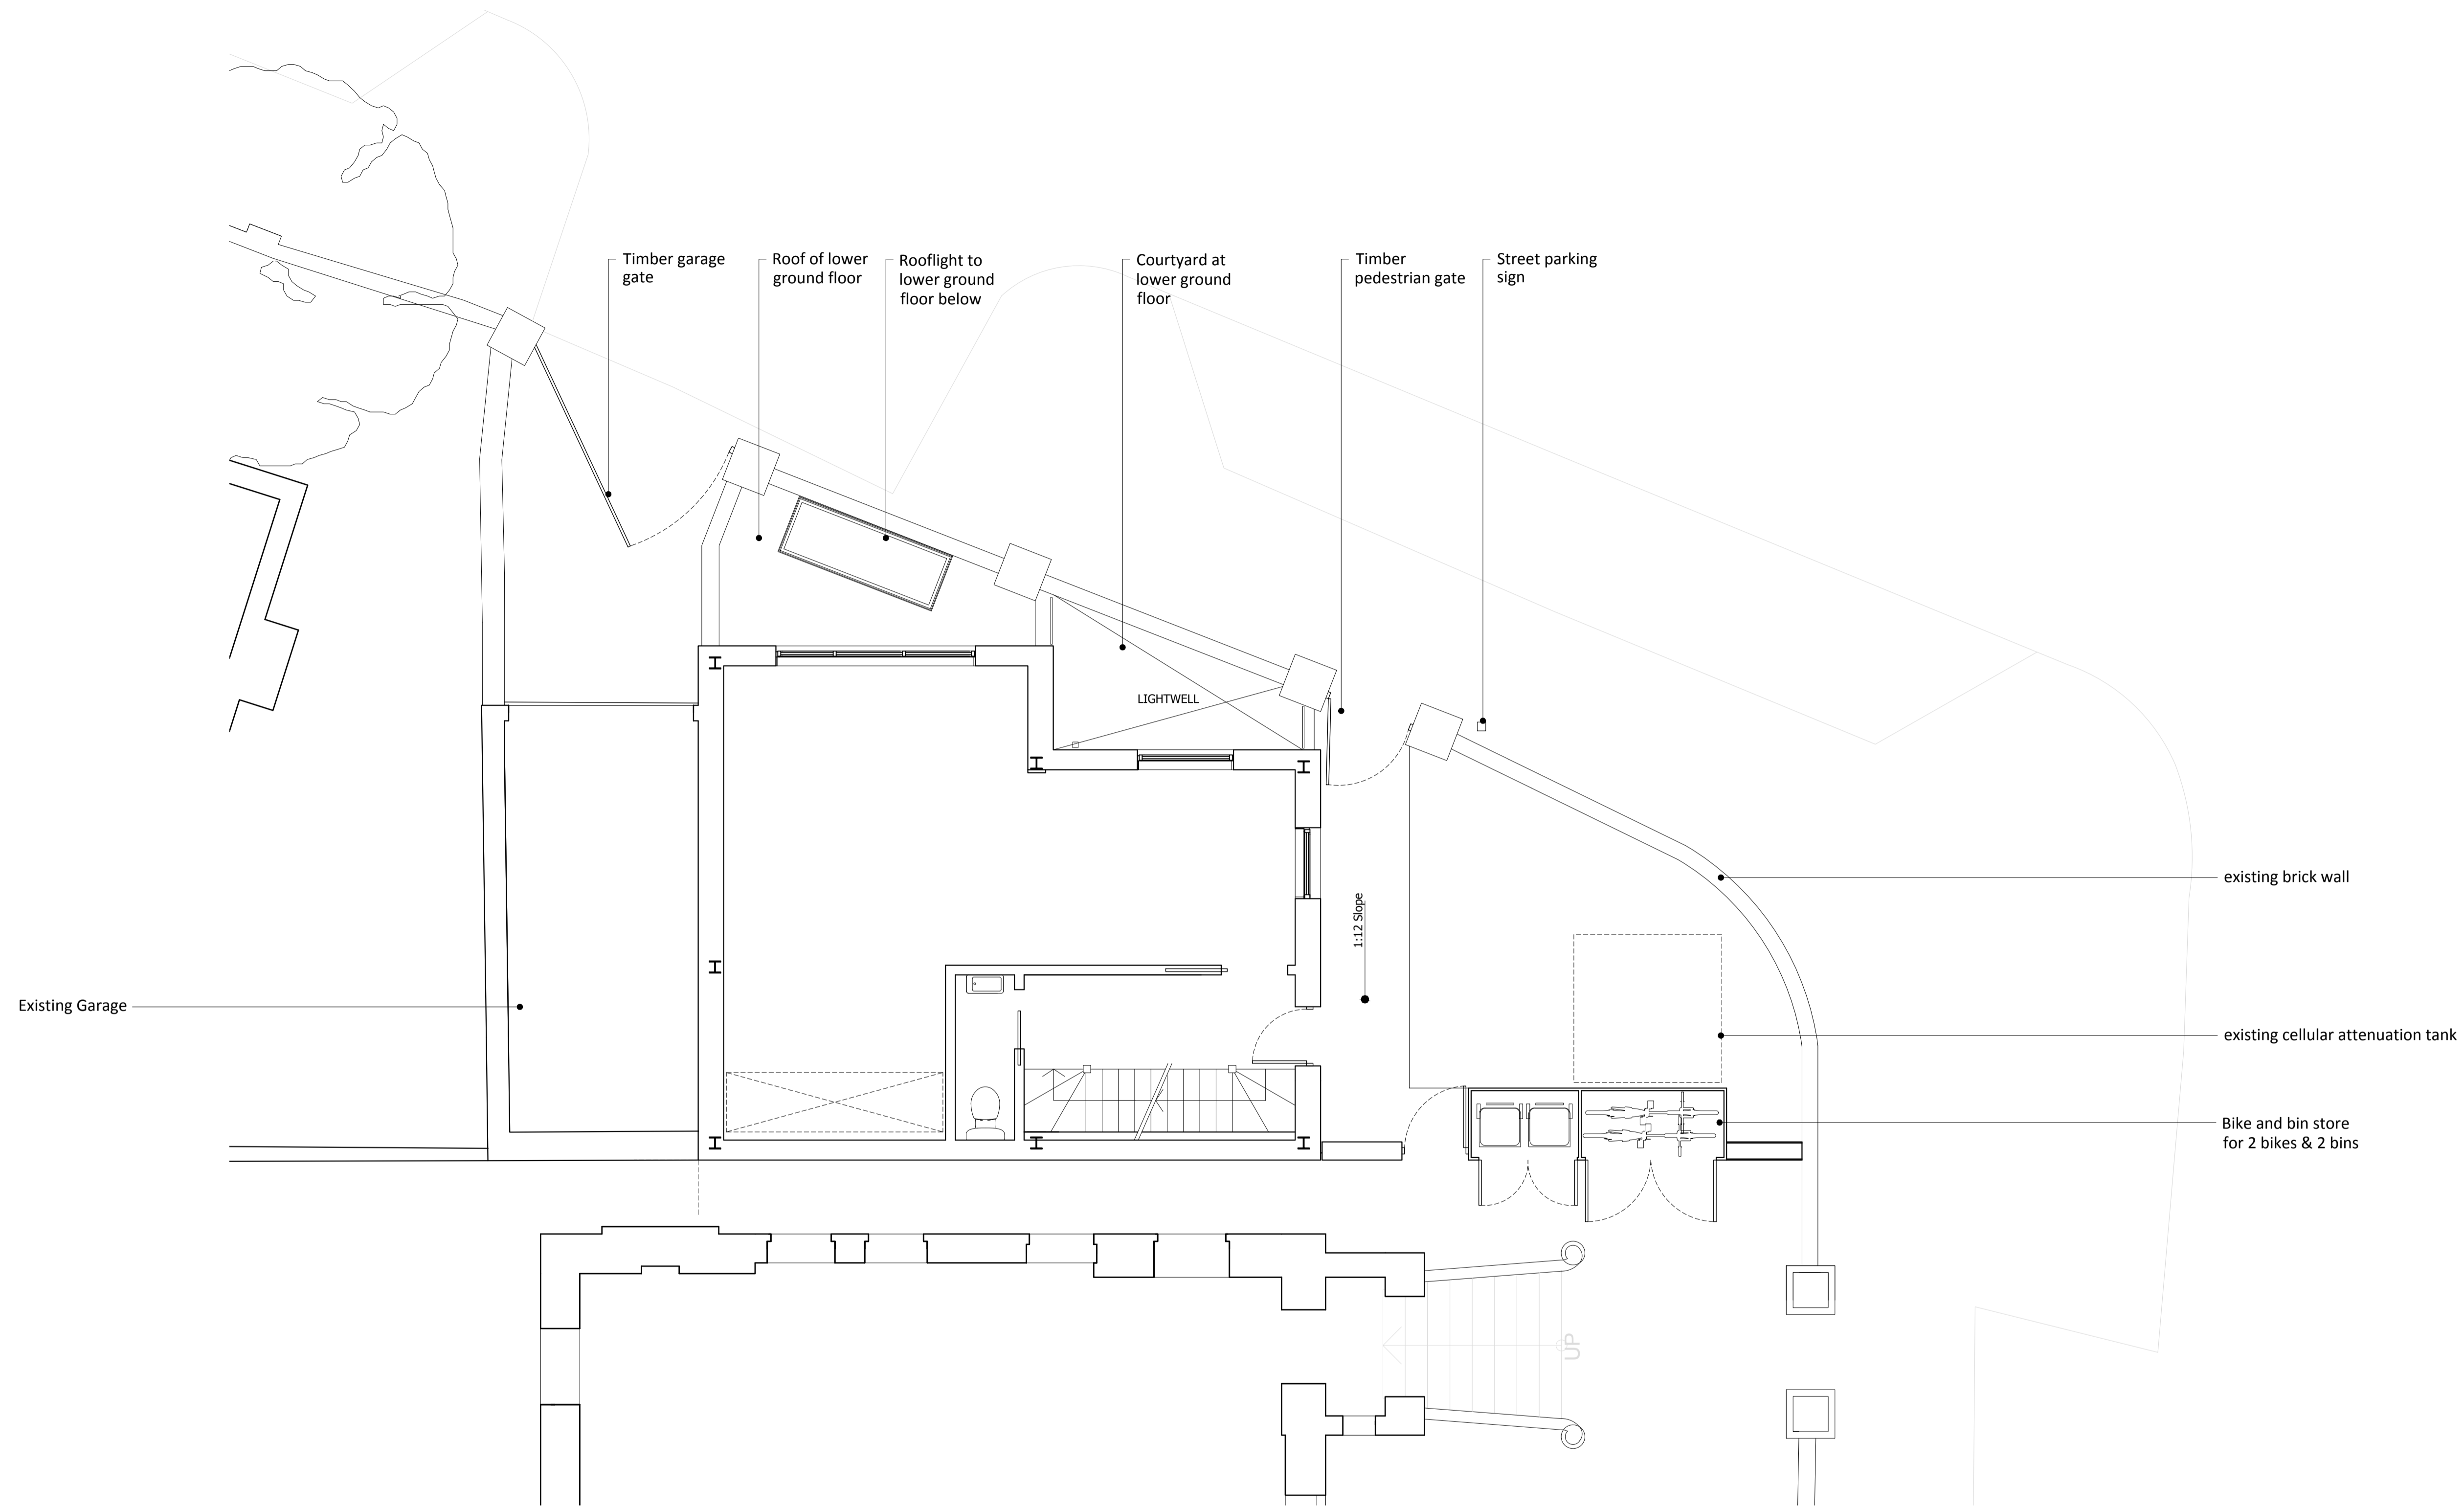 Timber garage
gate
Roof of lower
ground floor
Rooflight to
lower ground
floor below
Courtyard at
lower ground
floor
Timber
pedestrian gate
Street parking
sign
LIGHTWELL
existing brick wall
1:12 Slope
Existing Garage
existing cellular attenuation tank
Bike and bin store
for 2 bikes & 2 bins
UP